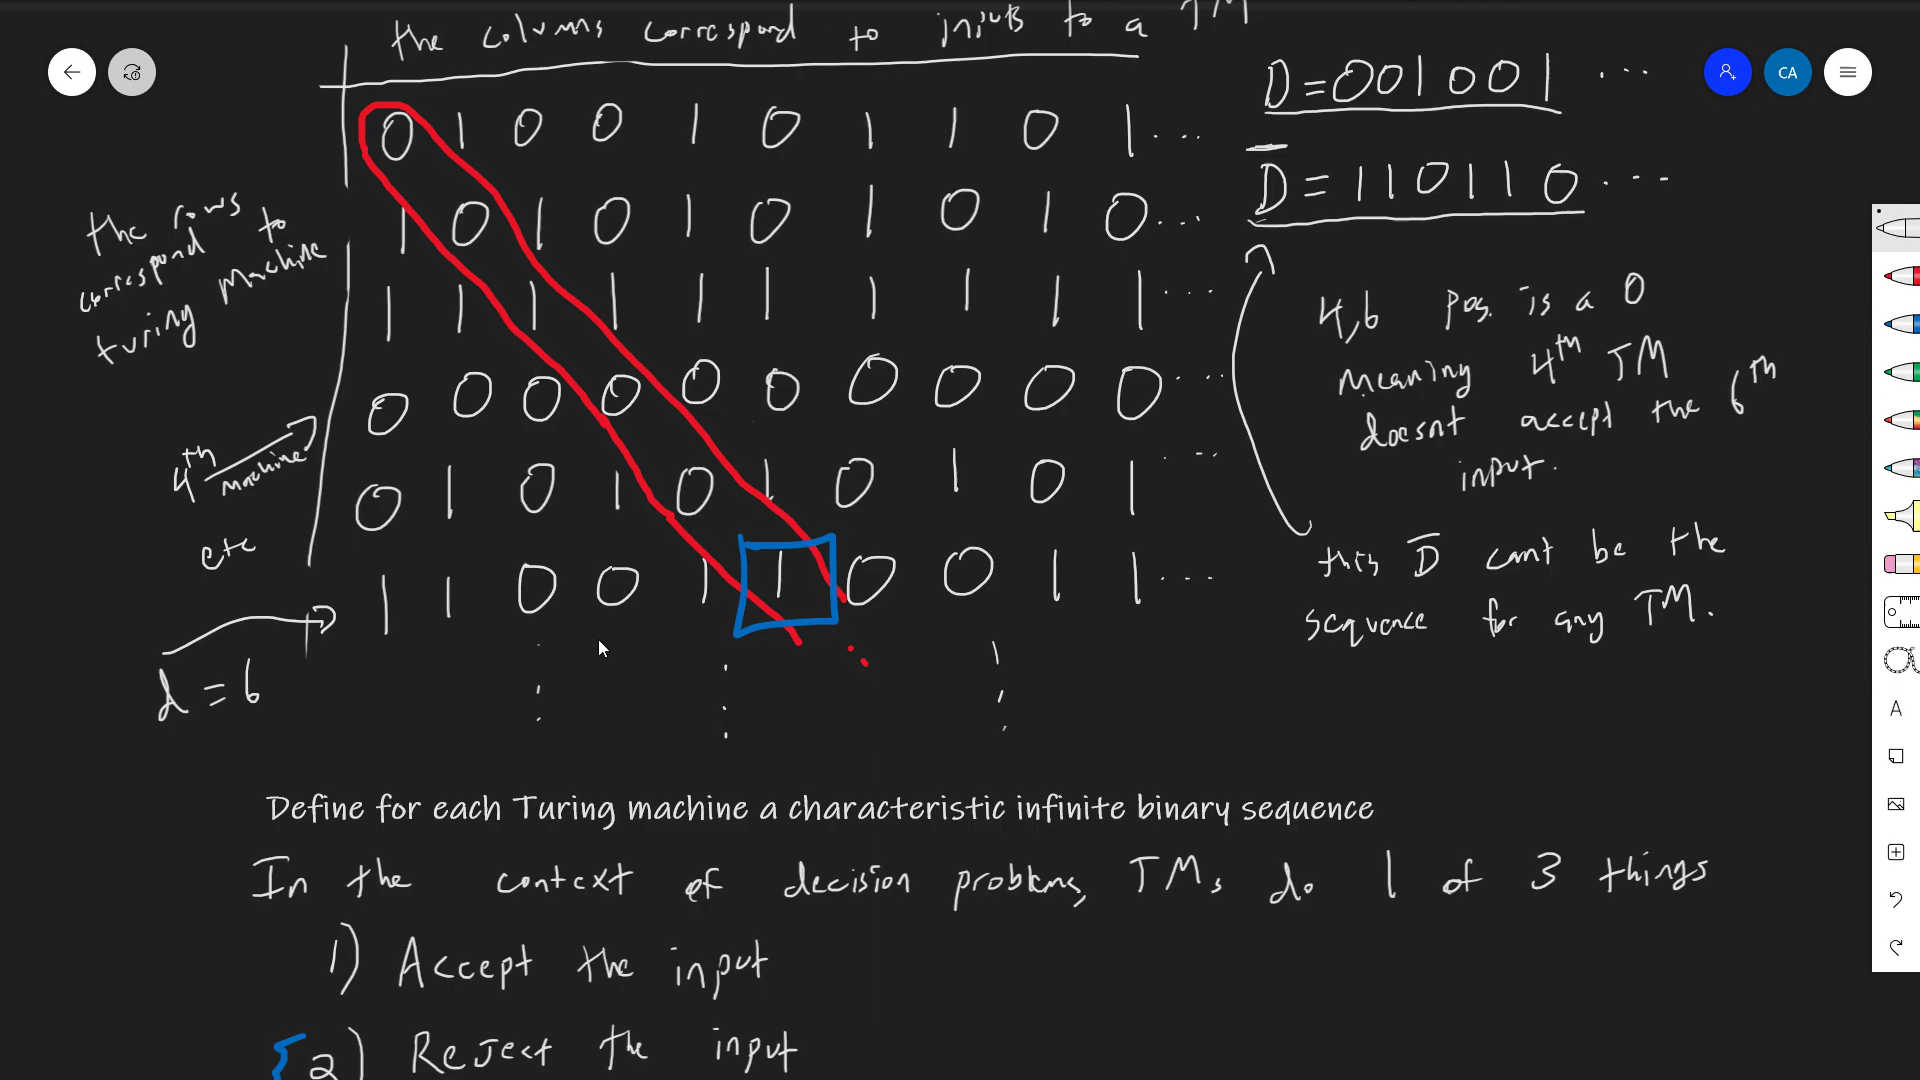 the columns correspond to inputs to a TM
D = 001001 ...
0 1 0 0 1 0 1 1 0 1 ...
D̅ = 110110 ...
1 0 1 0 1 0 1 0 1 0 ...
the rows
correspond to
turing machine
1 1 1 1 1 1 1 1 1 1 ...
4,6 pos. is a 0
meaning 4th TM
doesnt accept the 6th
input.
0 0 0 0 0 0 0 0 0 0 ...
4th machine
0 1 0 1 0 1 0 1 0 1 ...
etc
1 1 0 0 1 1 0 0 1 1 ...
this D̅ cant be the
sequence for any TM.
d = 6
Define for each Turing machine a characteristic infinite binary sequence
In the context of decision problems, TMs do 1 of 3 things
1) Accept the input
2) Reject the input
CA
A